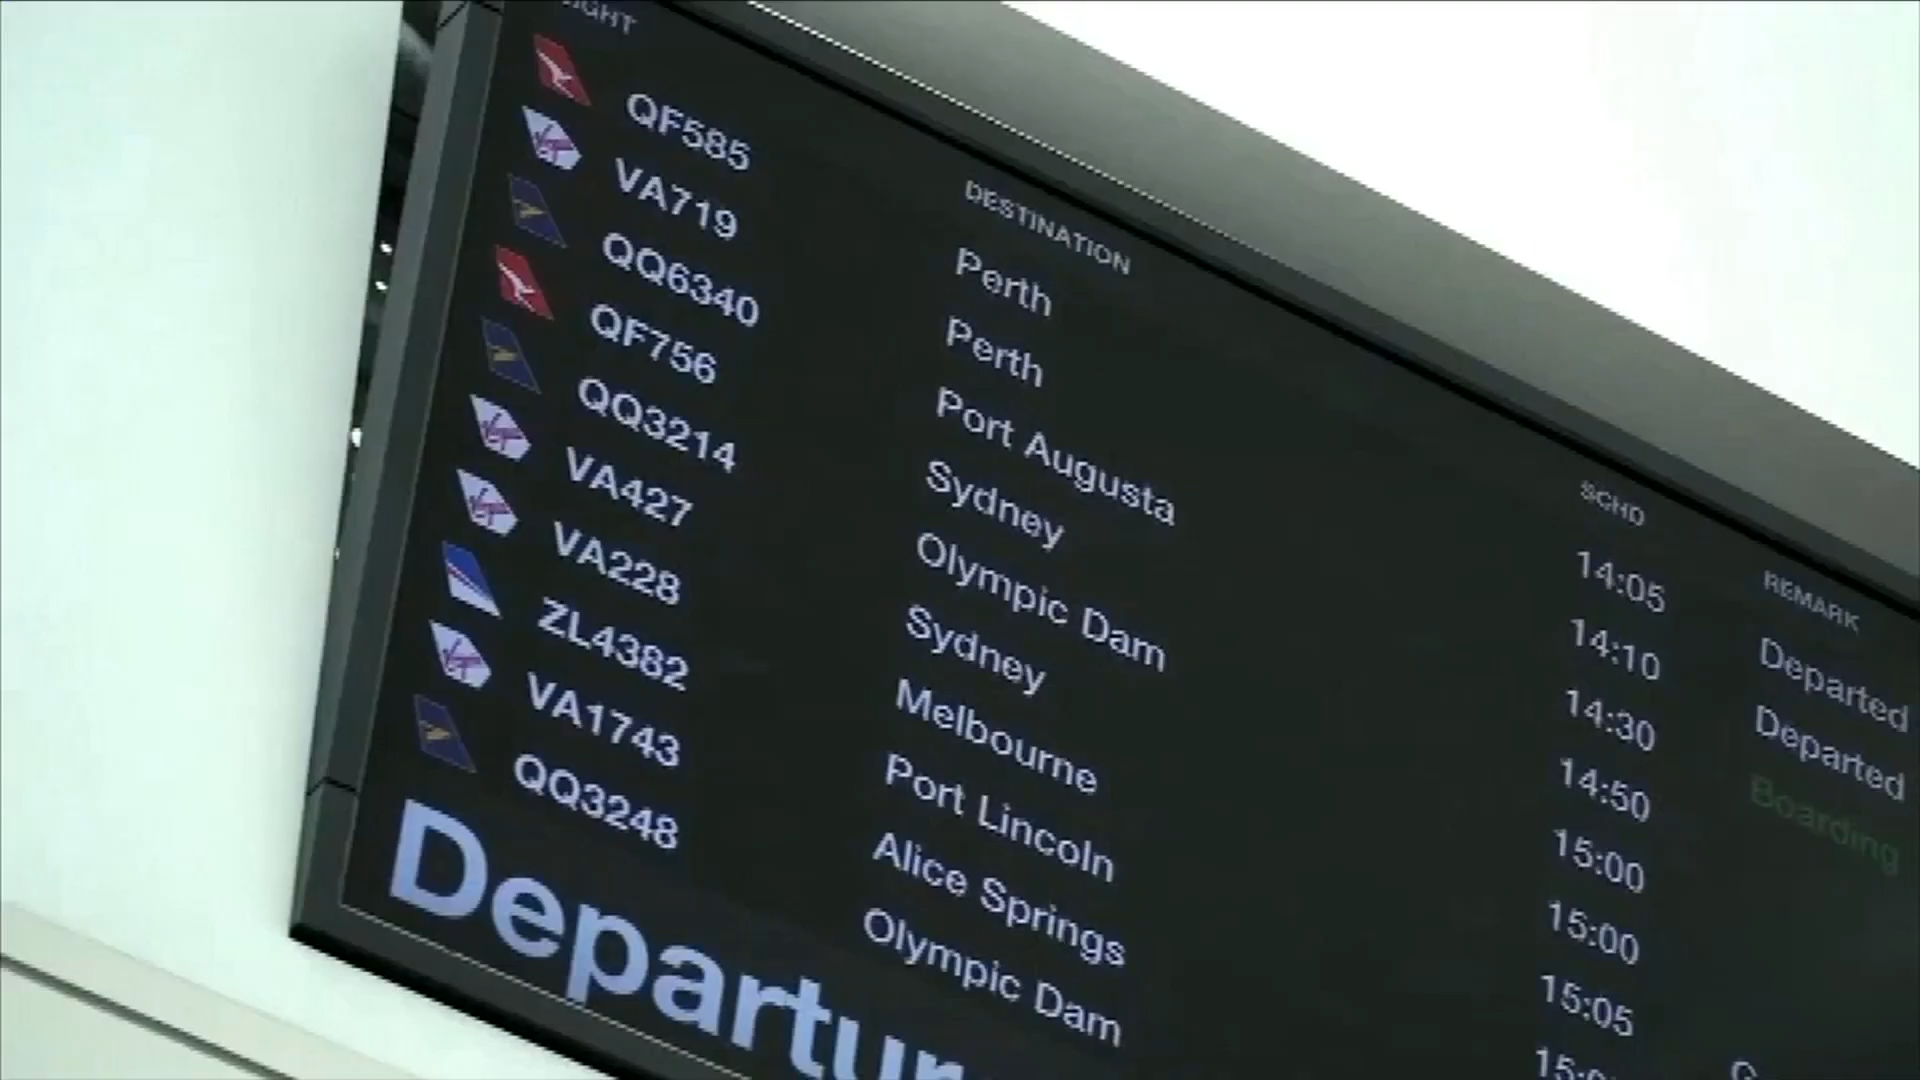 DESTINATION SCHD REMARK
QF585 Perth 14:05 Departed
VA719 Perth 14:10 Departed
QQ6340 Port Augusta 14:30 Boarding
QF756 Sydney 14:50
QQ3214 Olympic Dam 15:00
VA427 Sydney 15:00
VA228 Melbourne 15:05
ZL4382 Port Lincoln
VA1743 Alice Springs
QQ3248 Olympic Dam
Departur